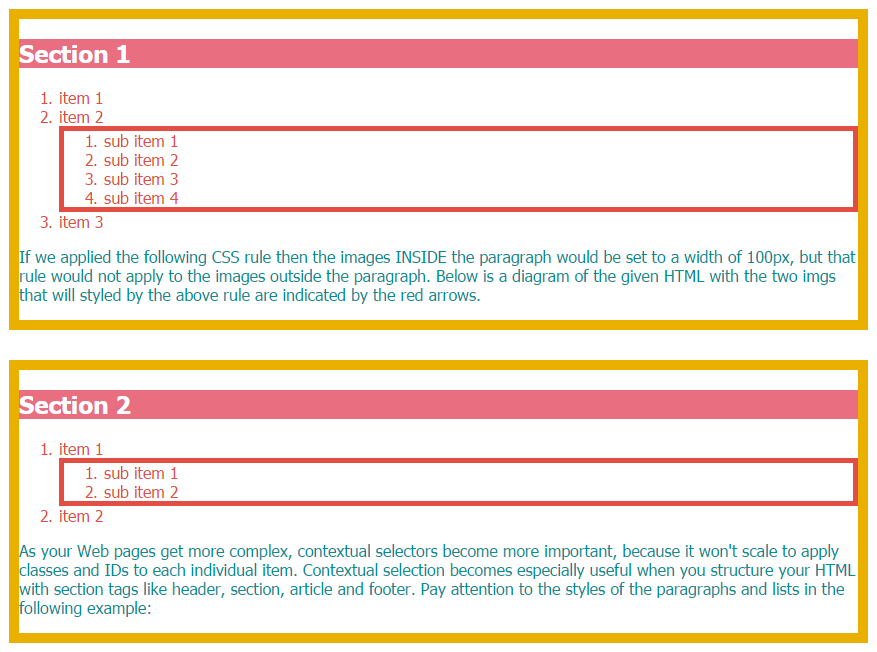 Section 1
1. item 1
2. item 2
1. sub item 1
2. sub item 2
3. sub item 3
4. sub item 4
3. item 3
If we applied the following CSS rule then the images INSIDE the paragraph would be set to a width of 100px, but that
rule would not apply to the images outside the paragraph. Below is a diagram of the given HTML with the two imgs
that will styled by the above rule are indicated by the red arrows.
Section 2
1. item 1
1. sub item 1
2. sub item 2
2. item 2
As your Web pages get more complex, contextual selectors become more important, because it won't scale to apply
classes and IDs to each individual item. Contextual selection becomes especially useful when you structure your HTML
with section tags like header, section, article and footer. Pay attention to the styles of the paragraphs and lists in the
following example: